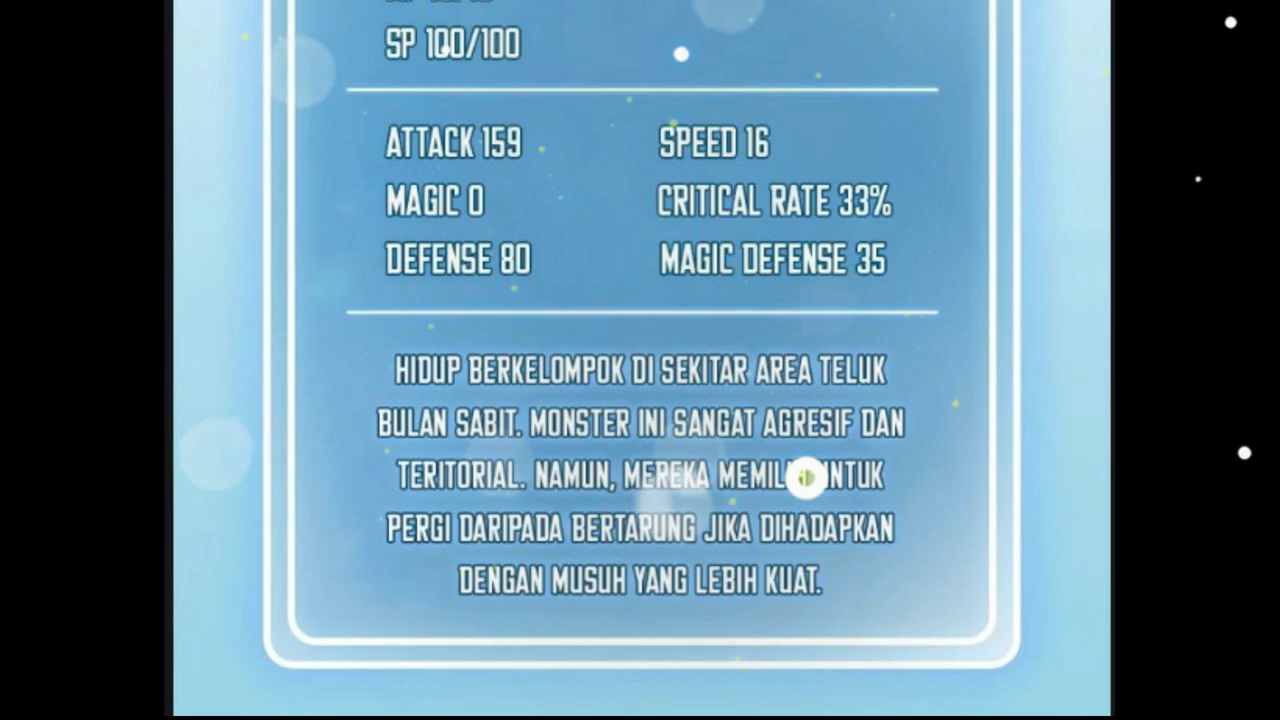 SP 100/100
ATTACK 159
SPEED 16
MAGIC 0
CRITICAL RATE 33%
DEFENSE 80
MAGIC DEFENSE 35
HIDUP BERKELOMPOK DI SEKITAR AREA TELUK
BULAN SABIT. MONSTER INI SANGAT AGRESIF DAN
TERITORIAL. NAMUN, MEREKA
PERGI DARIPADA BERTARUNG JIKA DIHADAPKAN
DENGAN MUSUH YANG LEBIH KUAT.